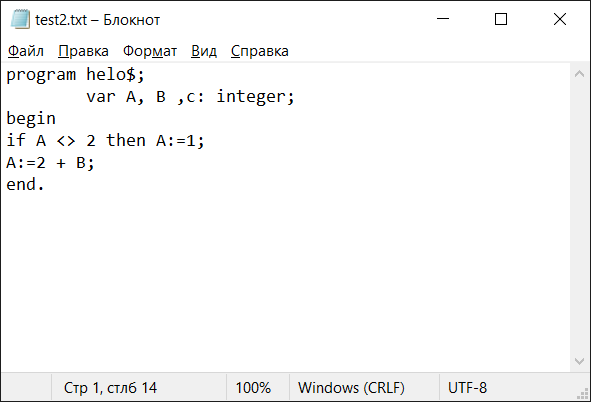 test2.txt – Блокнот
Файл Правка Формат Вид Справка
program helo$;
        var A, B ,c: integer;
begin
if A <> 2 then A:=1;
A:=2 + B;
end.
Стр 1, стлб 14 100% Windows (CRLF) UTF-8